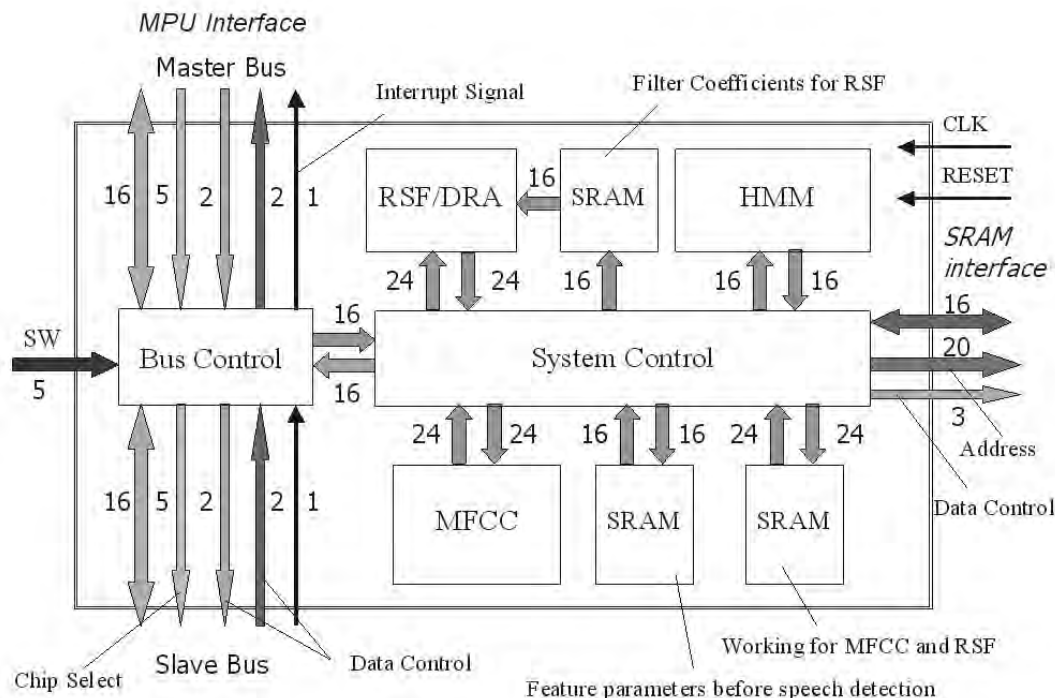 MPU Interface
Master Bus
Interrupt Signal
Filter Coefficients for RSF
CLK
RESET
16
5
2
2
1
RSF/DRA
16
SRAM
HMM
SRAM
interface
24
24
16
16
16
16
20
3
SW
5
Bus Control
16
16
System Control
Address
Data Control
24
24
16
16
24
24
16
5
2
2
1
MFCC
SRAM
SRAM
Chip Select
Slave Bus
Data Control
Working for MFCC and RSF
Feature parameters before speech detection